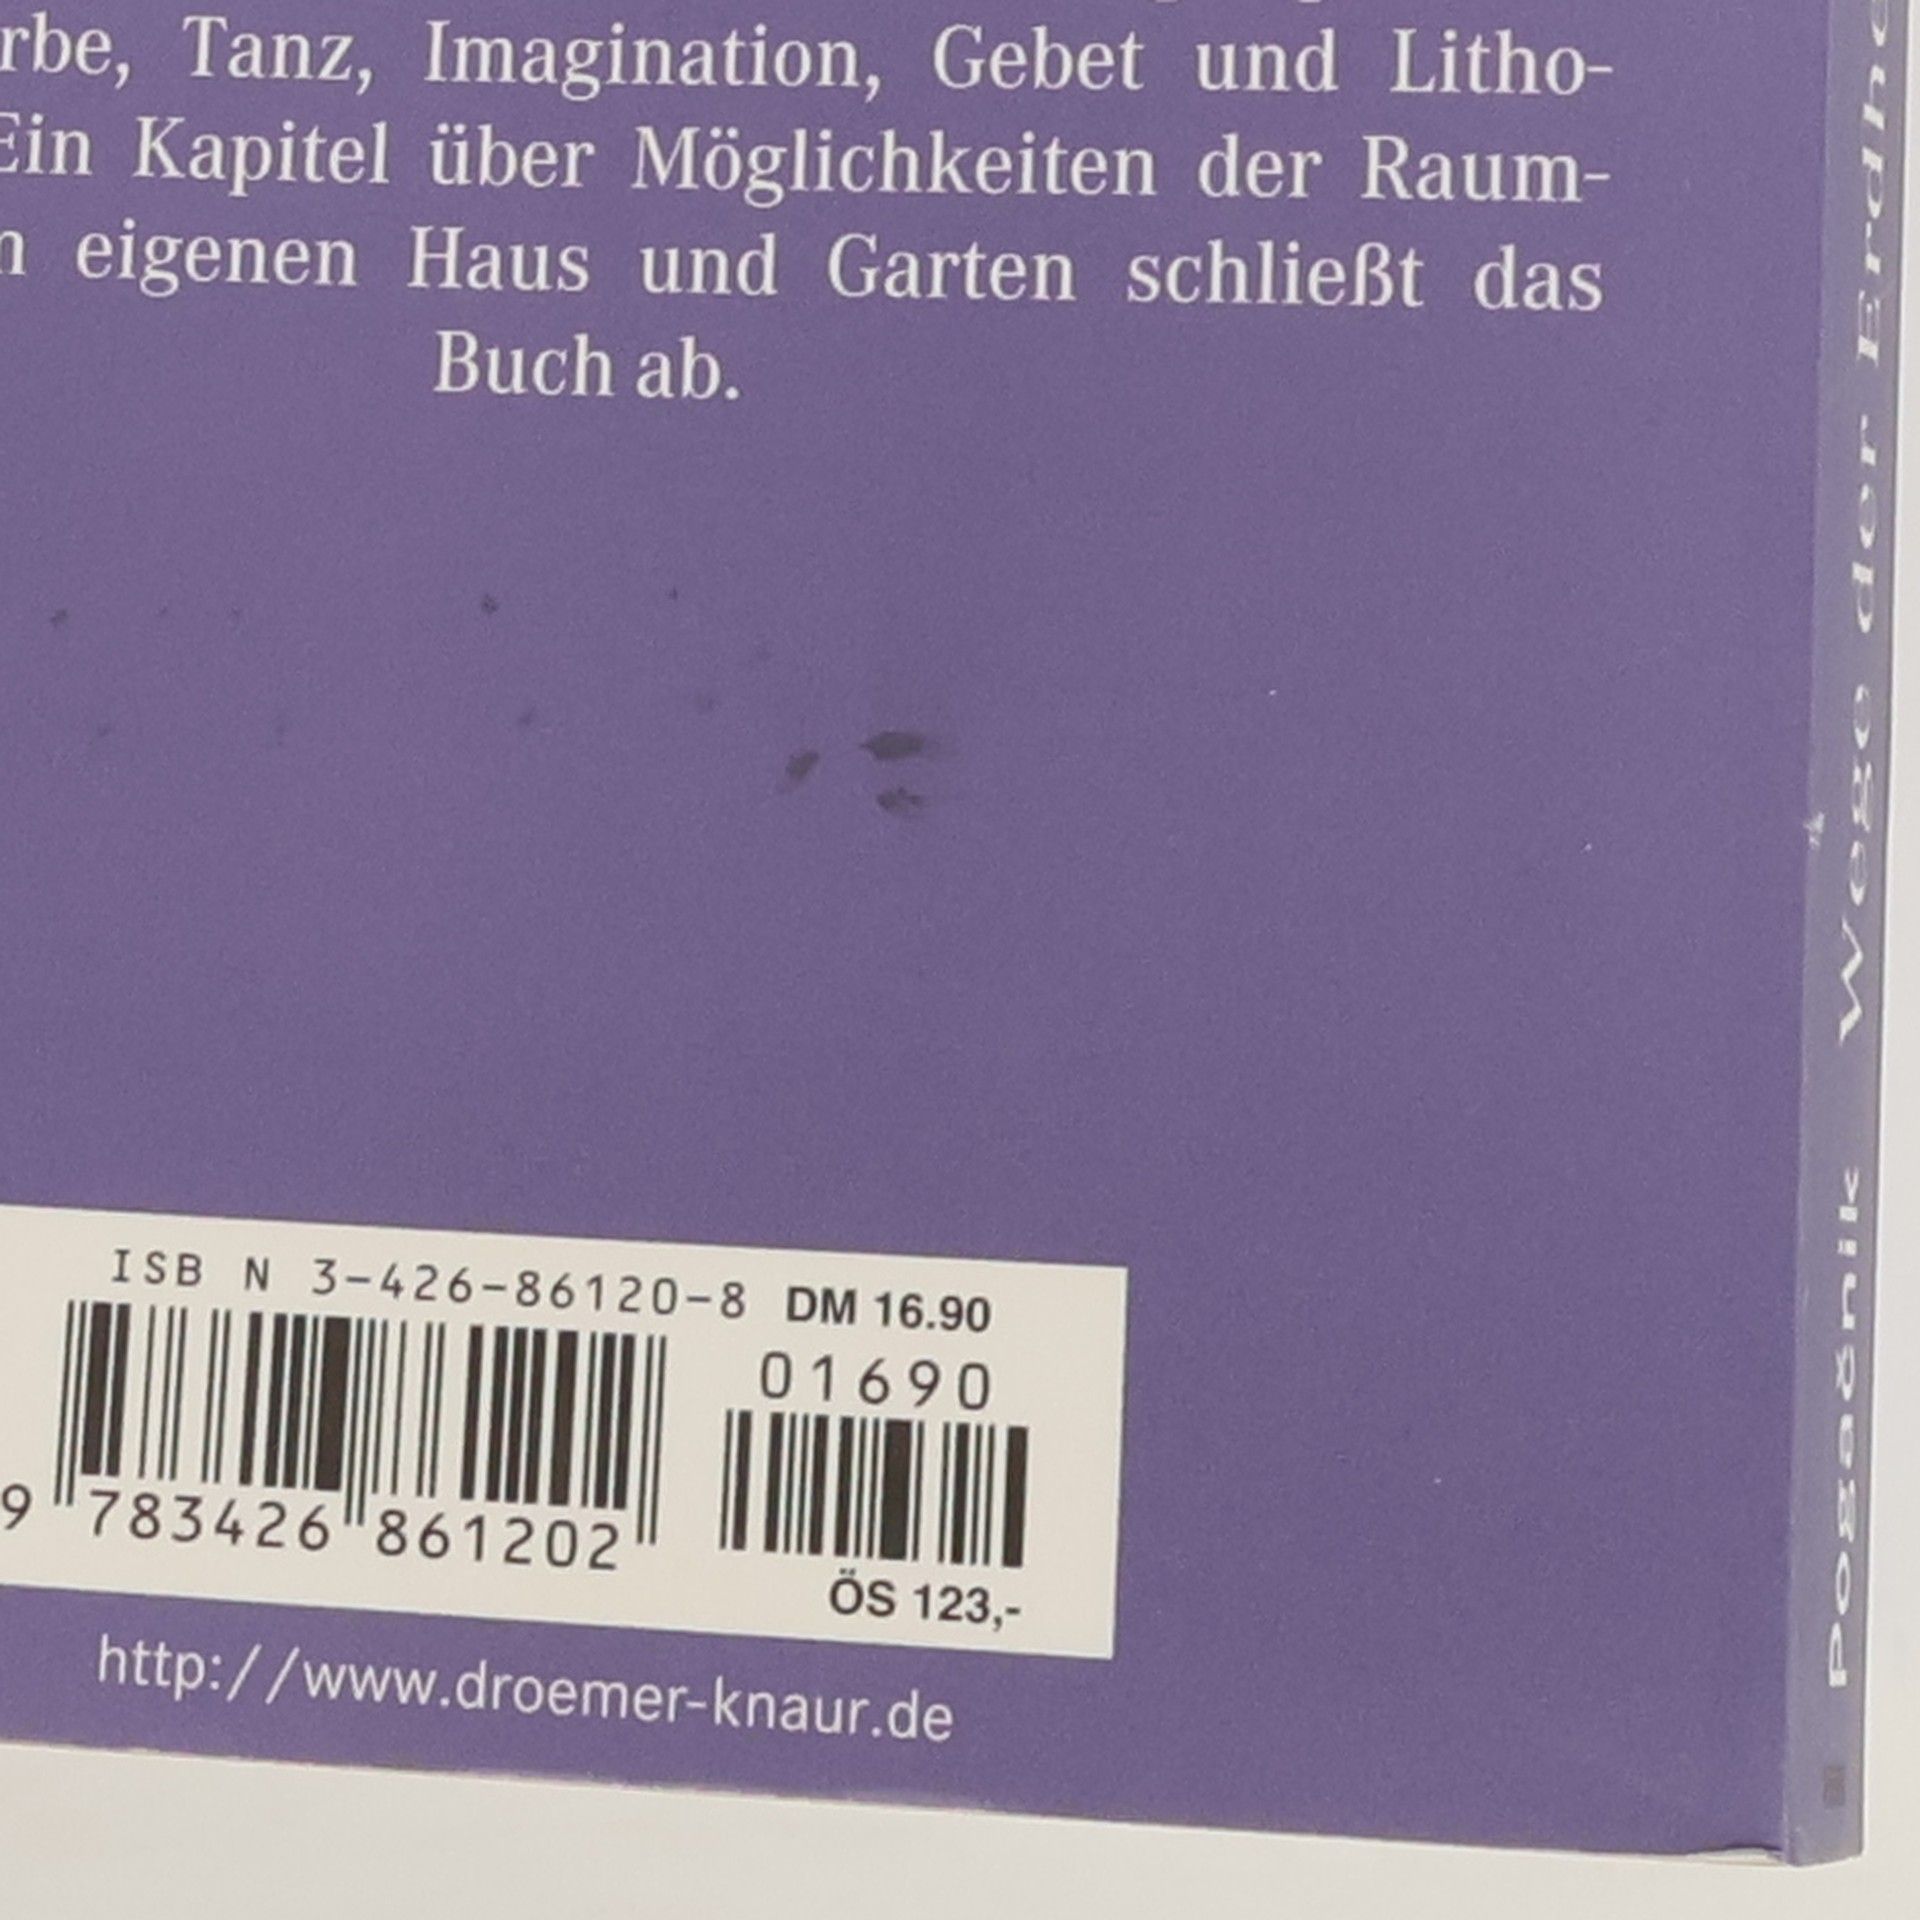 rbe, Tanz, Imagination, Gebet und Litho-
Ein Kapitel über Möglichkeiten der Raum-
n eigenen Haus und Garten schließt das
Buch ab.
ISBN 3-426-86120-8 DM 16.90
01690
9 783426 861202
ÖS 123,-
http://www.droemer-knaur.de
Pogačnik Wege der Erdhe